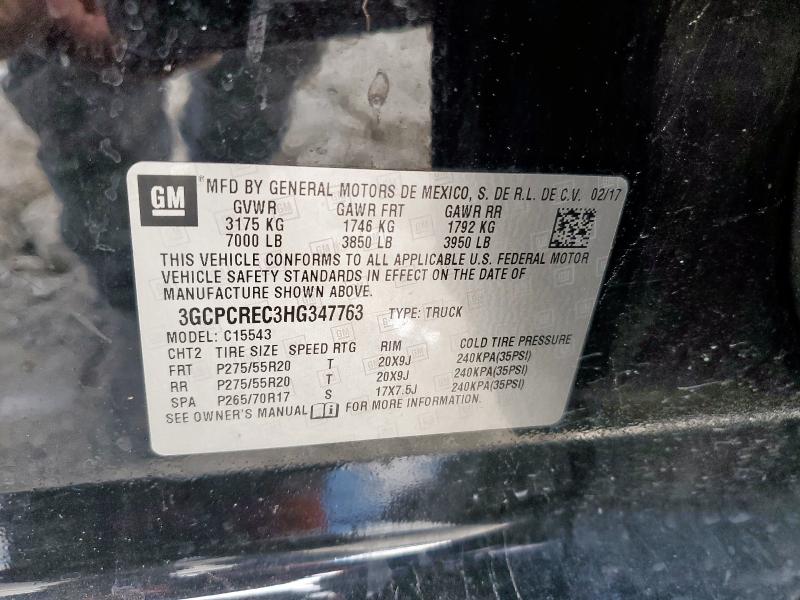 GM® MFD BY GENERAL MOTORS DE MEXICO, S. DE R.L. DE C.V. 02/17
GVWR GAWR FRT GAWR RR
3175 KG 1746 KG 1792 KG
7000 LB 3850 LB 3950 LB
THIS VEHICLE CONFORMS TO ALL APPLICABLE U.S. FEDERAL MOTOR
VEHICLE SAFETY STANDARDS IN EFFECT ON THE DATE OF
MANUFACTURE SHOWN ABOVE.
3GCPCREC3HG347763 TYPE: TRUCK
MODEL: C15543
CHT2 TIRE SIZE SPEED RTG RIM COLD TIRE PRESSURE
FRT P275/55R20 T 20X9J 240KPA(35PSI)
RR P275/55R20 T 20X9J 240KPA(35PSI)
SPA P265/70R17 S 17X7.5J 240KPA(35PSI)
SEE OWNER'S MANUAL FOR MORE INFORMATION.